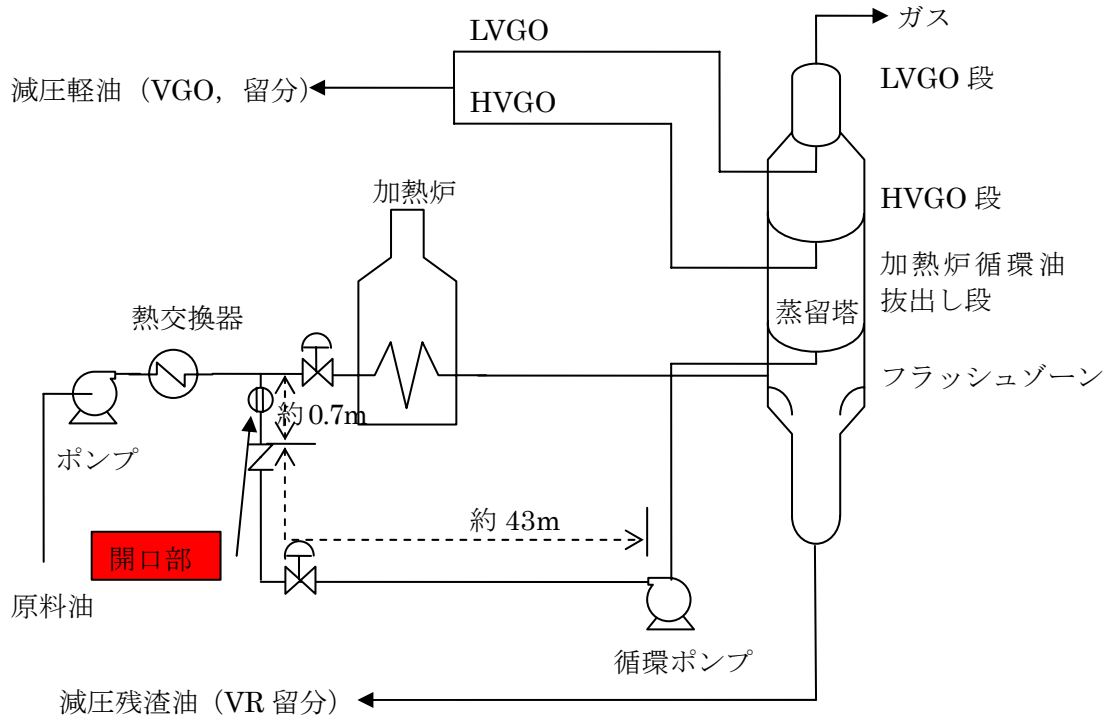 ガス
LVGO
LVGO 段
減圧軽油（VGO，留分）
HVGO
加熱炉
HVGO 段
加熱炉循環油
抜出し段
蒸留塔
熱交換器
フラッシュゾーン
約 0.7m
ポンプ
約 43m
開口部
原料油
循環ポンプ
減圧残渣油（VR 留分）